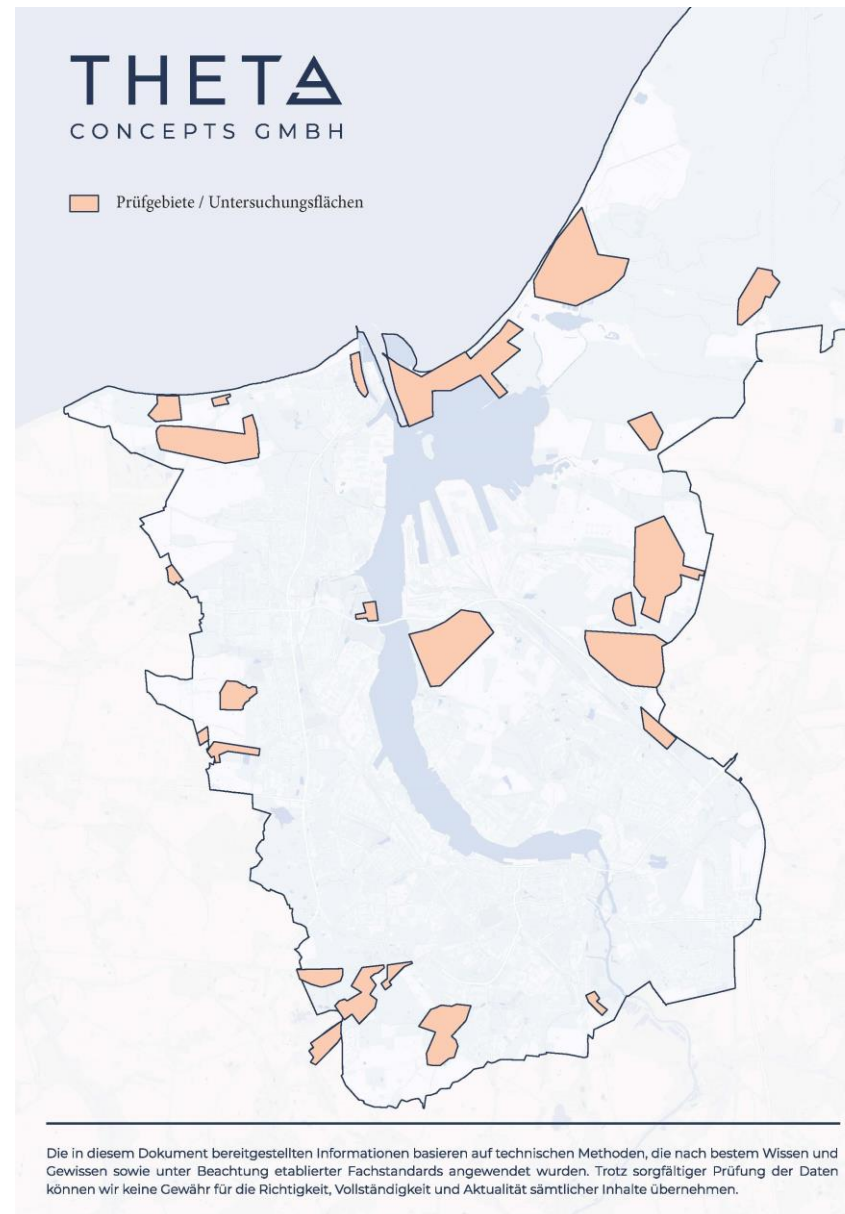 THETA
CONCEPTS GMBH
Prüfgebiete / Untersuchungsflächen
Die in diesem Dokument bereitgestellten Informationen basieren auf technischen Methoden, die nach bestem Wissen und
Gewissen sowie unter Beachtung etablierter Fachstandards angewendet wurden. Trotz sorgfältiger Prüfung der Daten
können wir keine Gewähr für die Richtigkeit, Vollständigkeit und Aktualität sämtlicher Inhalte übernehmen.